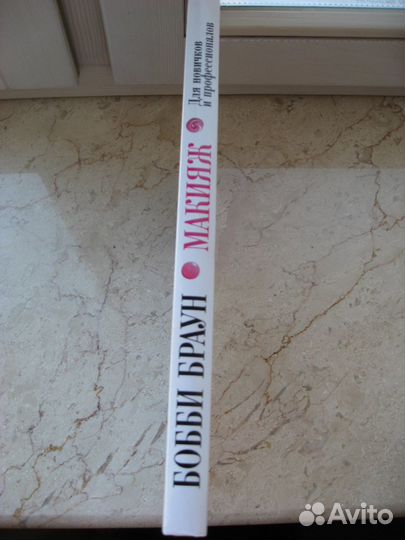 БОББИ БРАУН
МАКИЯЖ
Для новичков
и профессионалов
Avito